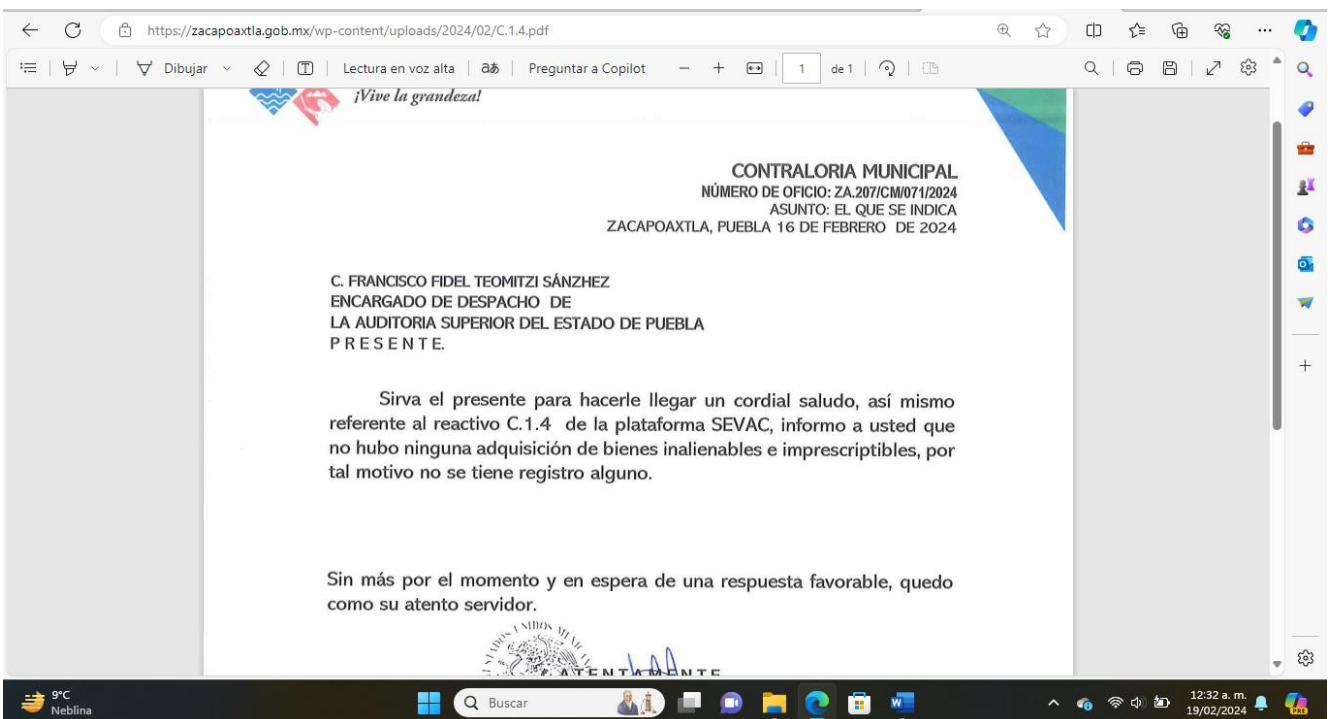 https://zacapoaxtla.gob.mx/wp-content/uploads/2024/02/C.1.4.pdf
Dibujar
Lectura en voz alta
aあ
Preguntar a Copilot
1
de 1
¡Vive la grandeza!
CONTRALORIA MUNICIPAL
NÚMERO DE OFICIO: ZA.207/CM/071/2024
ASUNTO: EL QUE SE INDICA
ZACAPOAXTLA, PUEBLA 16 DE FEBRERO DE 2024
C. FRANCISCO FIDEL TEOMITZI SÁNZHEZ
ENCARGADO DE DESPACHO DE
LA AUDITORIA SUPERIOR DEL ESTADO DE PUEBLA
P R E S E N T E.
Sirva el presente para hacerle llegar un cordial saludo, así mismo
referente al reactivo C.1.4 de la plataforma SEVAC, informo a usted que
no hubo ninguna adquisición de bienes inalienables e imprescriptibles, por
tal motivo no se tiene registro alguno.
Sin más por el momento y en espera de una respuesta favorable, quedo
como su atento servidor.
ATENTAMENTE
9°C
Neblina
Buscar
12:32 a. m.
19/02/2024
PRE